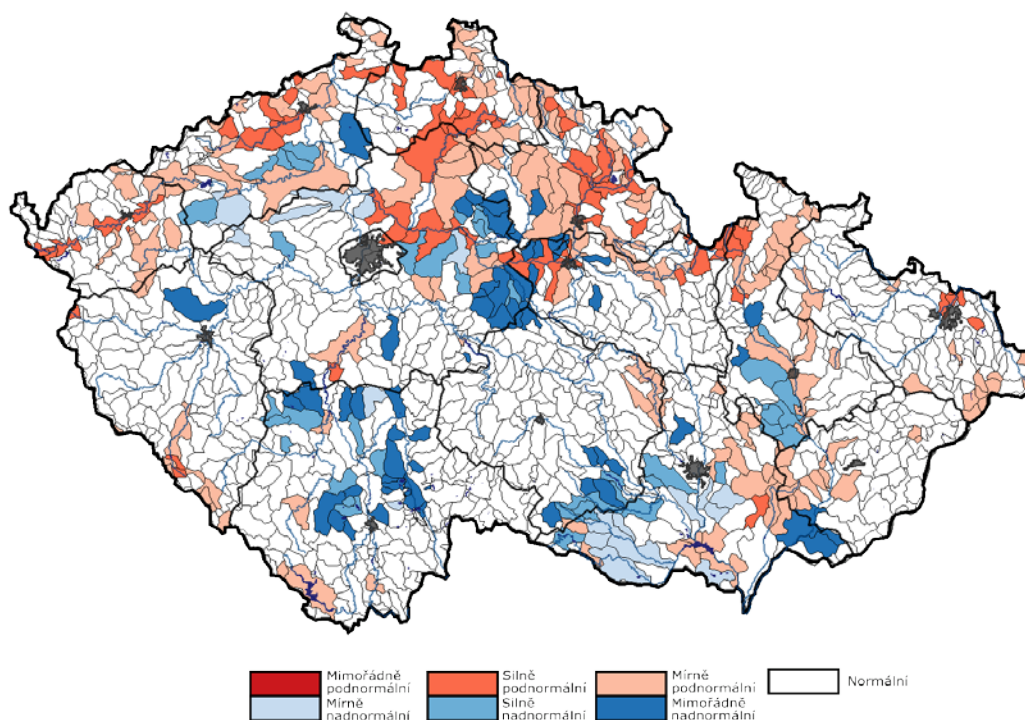 Mimořádně
podnormální
Silně
podnormální
Mírně
podnormální
Normální
Mírně
nadnormální
Silně
nadnormální
Mimořádně
nadnormální